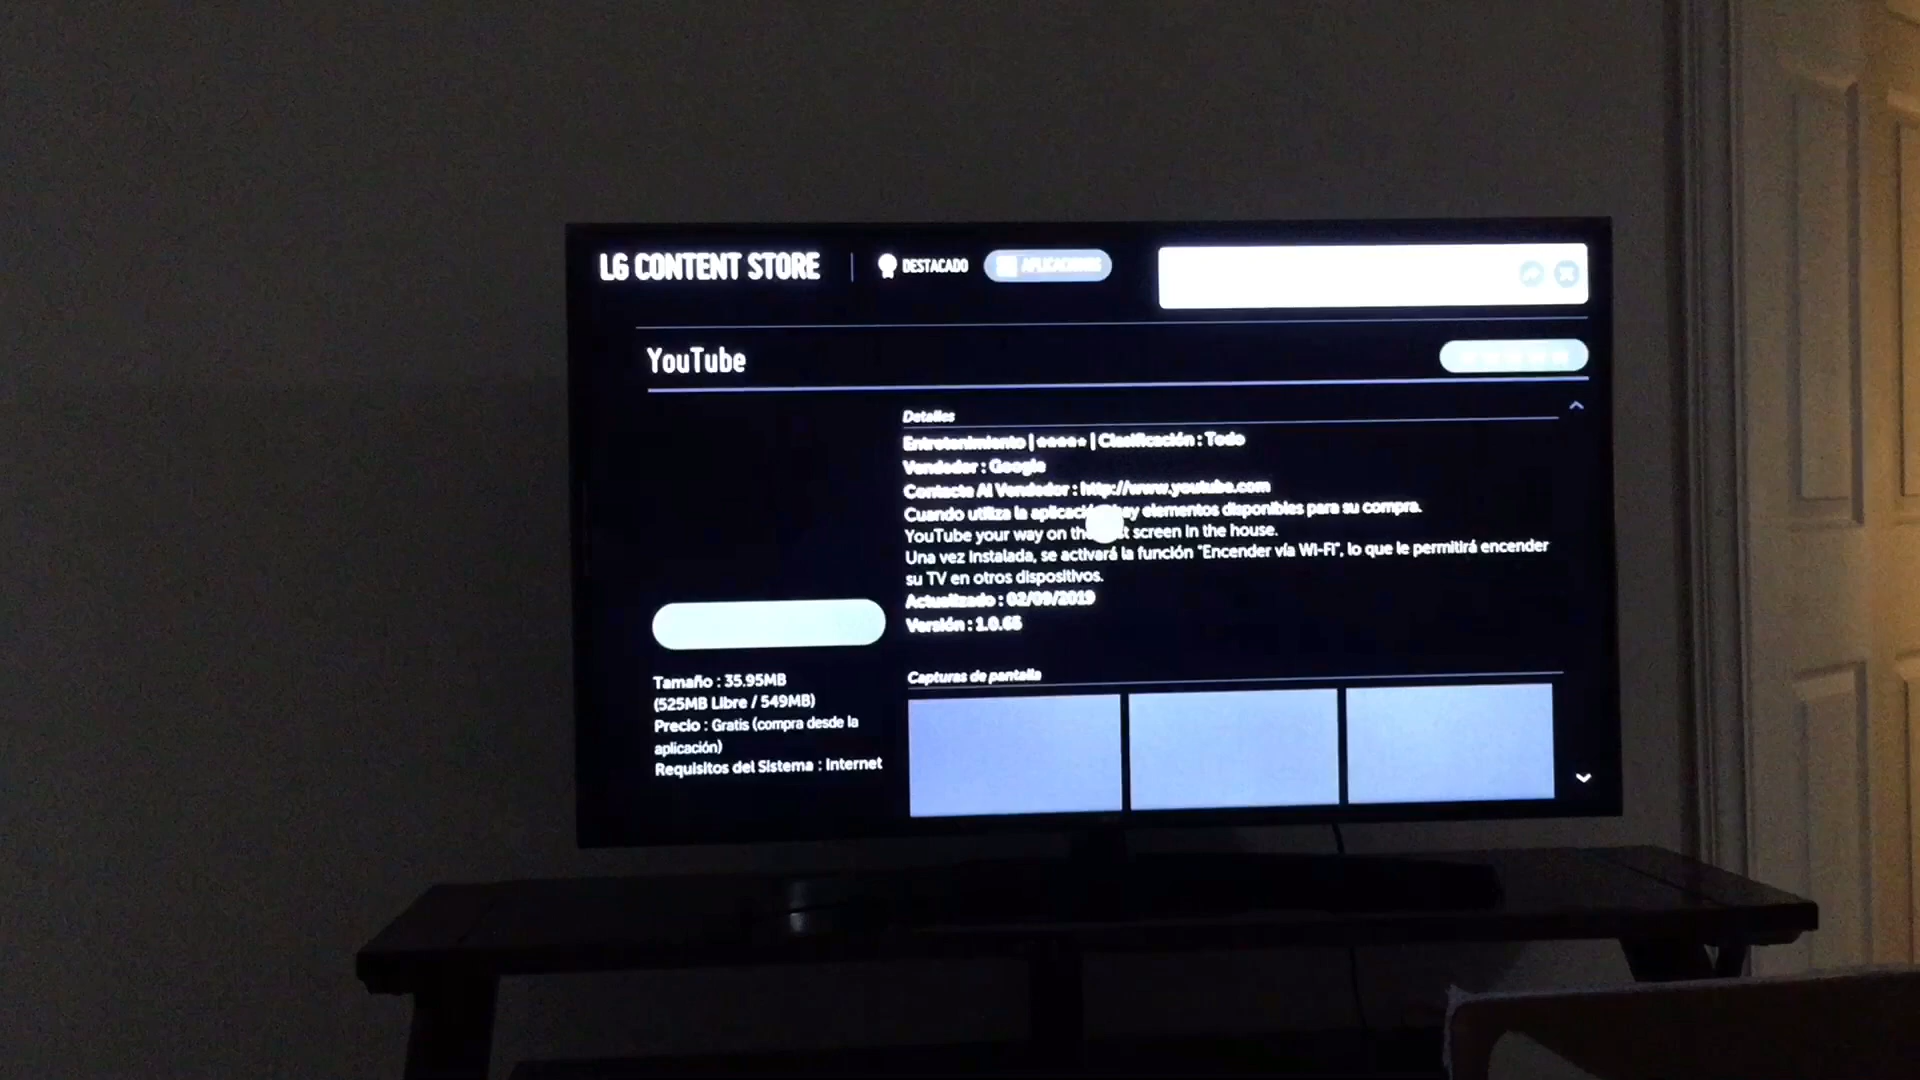 LG CONTENT STORE
DESTACADO
APLICACIONES
YouTube
Detalles
Entretenimiento | ★★★★★ | Clasificación : Todo
Vendedor : Google
Contacte Al Vendedor : http://www.youtube.com
Cuando utiliza la hay elementos disponibles para su compra.
YouTube your way on screen in the house.
Una vez instalada, se activará la función "Encender vía Wi-Fi", lo que le permitirá encender
su TV en otros dispositivos.
Actualizado : 02/09/2019
Versión : 1.0.65
Tamaño : 35.95MB
(525MB Libre / 549MB)
Precio : Gratis (compra desde la
aplicación)
Requisitos del Sistema : Internet
Capturas de pantalla